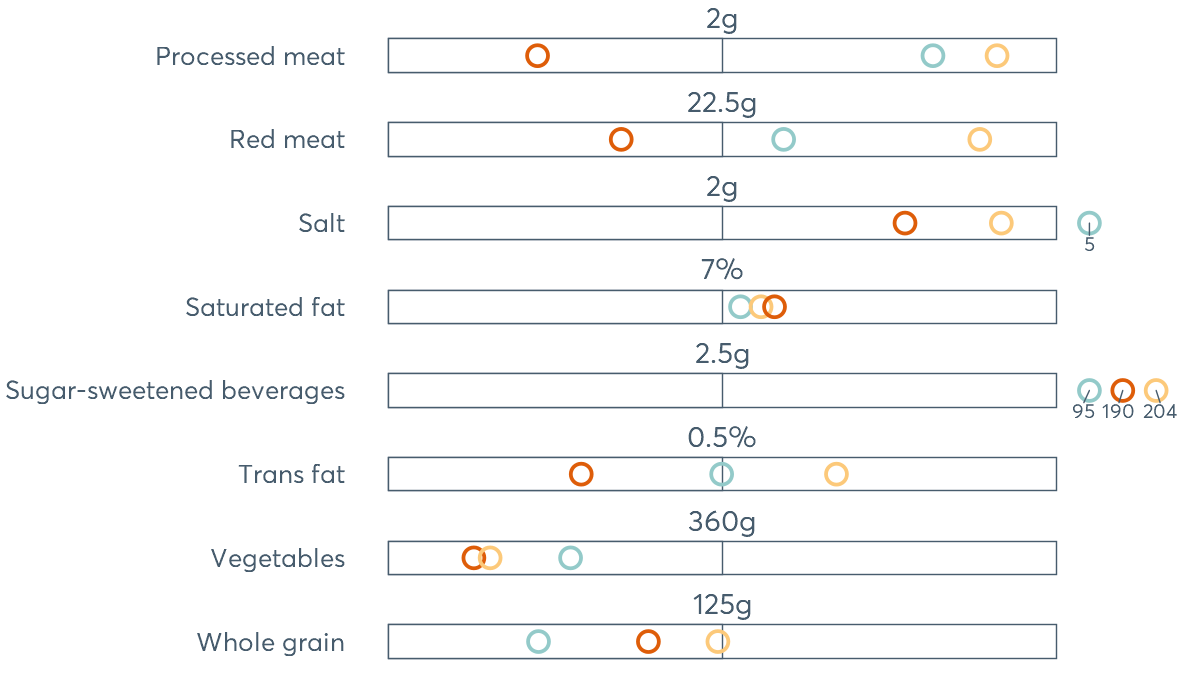 2g
Processed meat
22.5g
Red meat
2g
Salt
5
7%
Saturated fat
2.5g
Sugar-sweetened beverages
95 190 204
0.5%
Trans fat
360g
Vegetables
125g
Whole grain